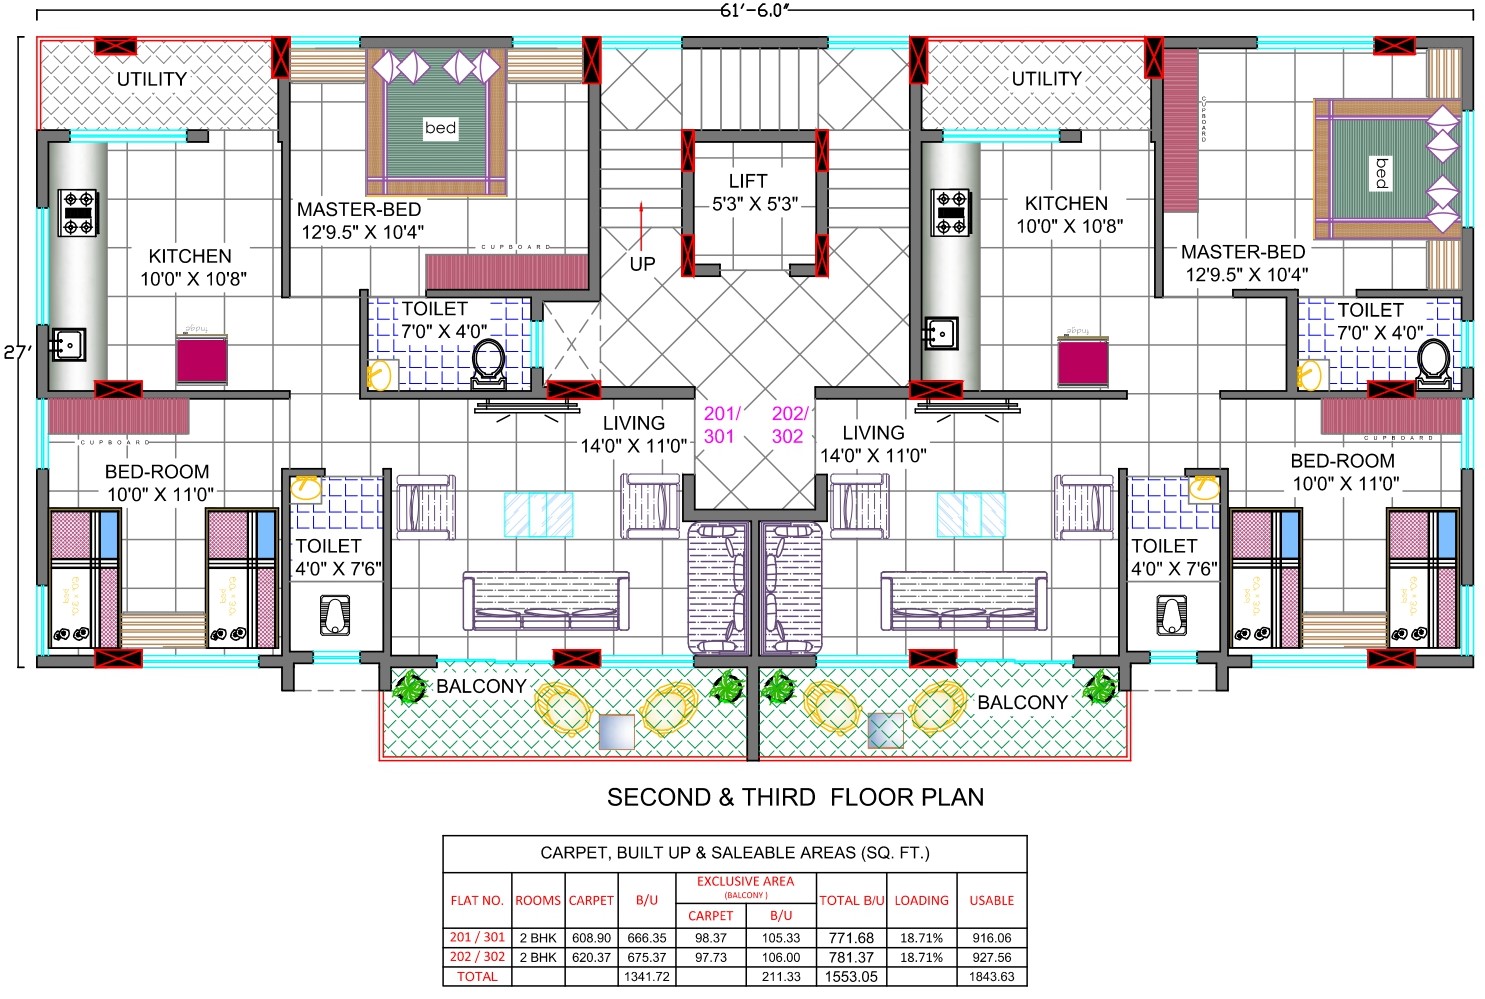 61'-6.0"
UTILITY
bed
UTILITY
CUPBOARD
bed
LIFT
5'3" X 5'3"
MASTER-BED
12'9.5" X 10'4"
KITCHEN
10'0" X 10'8"
CUPBOARD
UP
KITCHEN
10'0" X 10'8"
MASTER-BED
12'9.5" X 10'4"
TOILET
7'0" X 4'0"
TOILET
7'0" X 4'0"
fridge
fridge
27'
201/
301
202/
302
LIVING
14'0" X 11'0"
LIVING
14'0" X 11'0"
CUPBOARD
CUPBOARD
BED-ROOM
10'0" X 11'0"
BED-ROOM
10'0" X 11'0"
TOILET
4'0" X 7'6"
TOILET
4'0" X 7'6"
BALCONY
BALCONY
SECOND & THIRD FLOOR PLAN
CARPET, BUILT UP & SALEABLE AREAS (SQ. FT.)
FLAT NO. ROOMS CARPET B/U EXCLUSIVE AREA (BALCONY) TOTAL B/U LOADING USABLE
CARPET B/U
201 / 301 2 BHK 608.90 666.35 98.37 105.33 771.68 18.71% 916.06
202 / 302 2 BHK 620.37 675.37 97.73 106.00 781.37 18.71% 927.56
TOTAL 1341.72 211.33 1553.05 1843.63